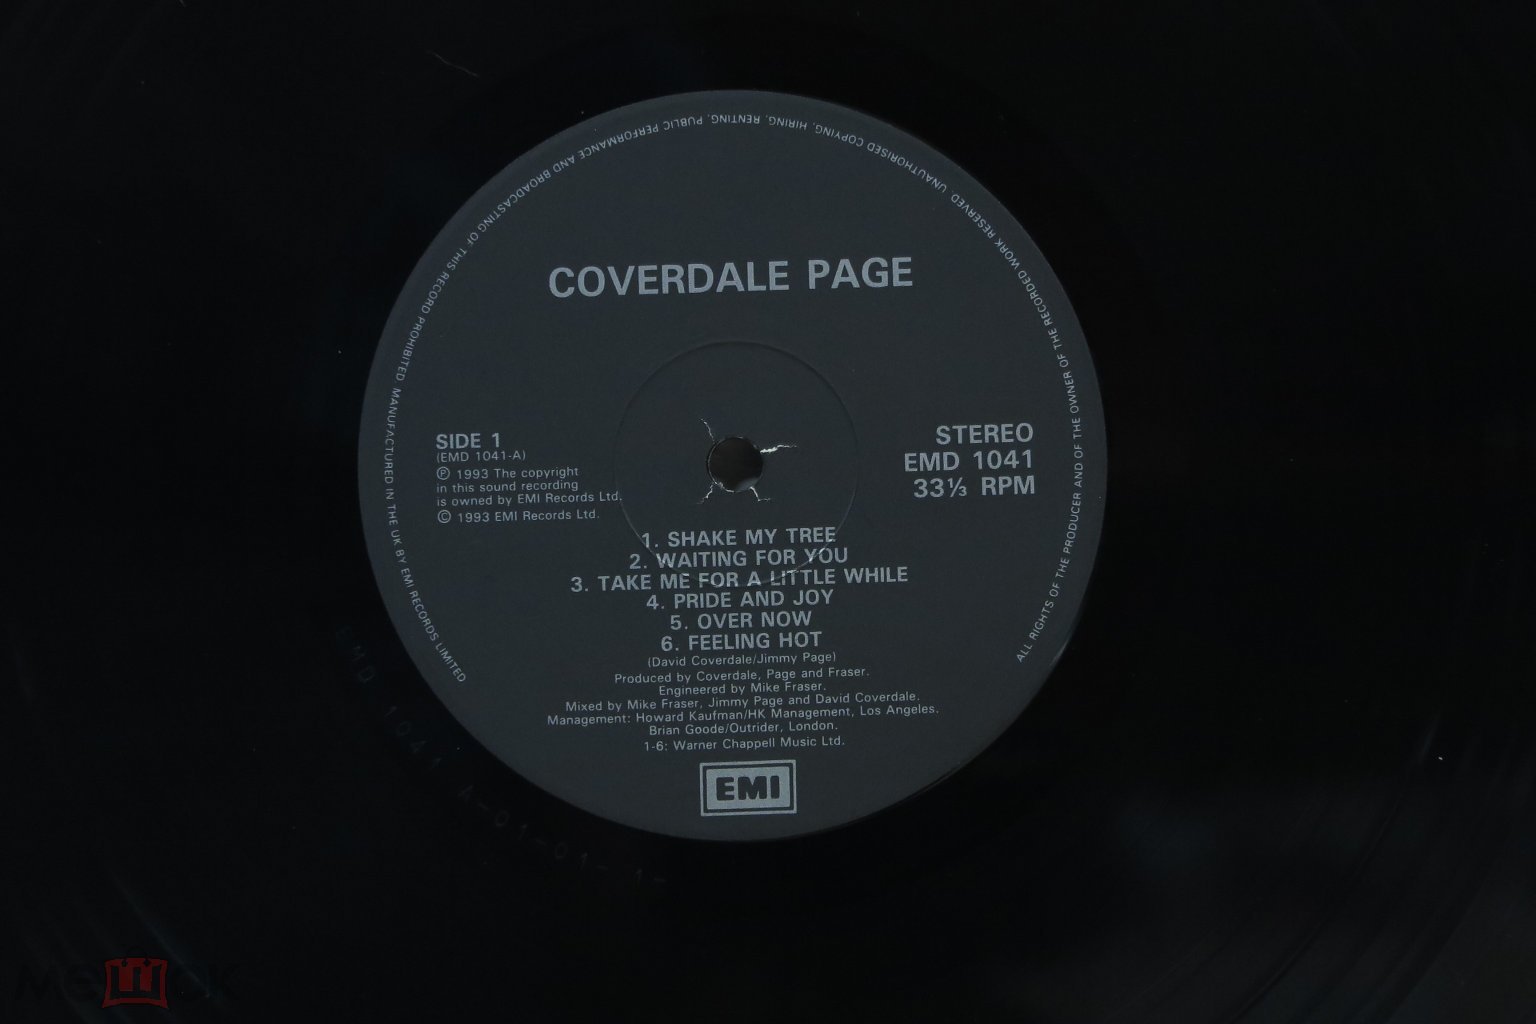 ALL RIGHTS OF THE PRODUCER AND OF THE OWNER OF THE RECORDED WORK RESERVED. UNAUTHORISED COPYING, HIRING, RENTING, PUBLIC PERFORMANCE AND BROADCASTING OF THIS RECORD PROHIBITED. MANUFACTURED IN THE UK BY EMI RECORDS LIMITED
COVERDALE PAGE
SIDE 1
(EMD 1041-A)
Ⓟ 1993 The copyright
in this sound recording
is owned by EMI Records Ltd.
© 1993 EMI Records Ltd.
STEREO
EMD 1041
33⅓ RPM
1. SHAKE MY TREE
2. WAITING FOR YOU
3. TAKE ME FOR A LITTLE WHILE
4. PRIDE AND JOY
5. OVER NOW
6. FEELING HOT
(David Coverdale/Jimmy Page)
Produced by Coverdale, Page and Fraser.
Engineered by Mike Fraser.
Mixed by Mike Fraser, Jimmy Page and David Coverdale.
Management: Howard Kaufman/HK Management, Los Angeles.
Brian Goode/Outrider, London.
1-6: Warner Chappell Music Ltd.
EMI
EMD 1041 A-01-01-1-